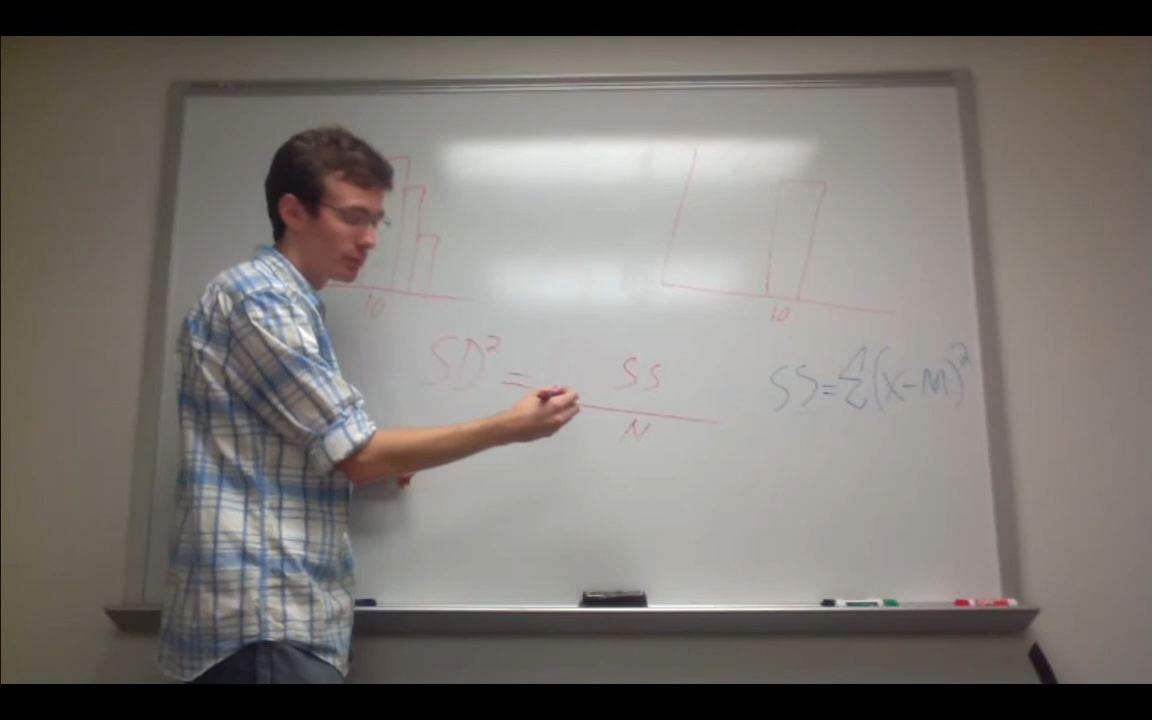 10
10
SD² = SS
N
SS=Σ(X-M)²